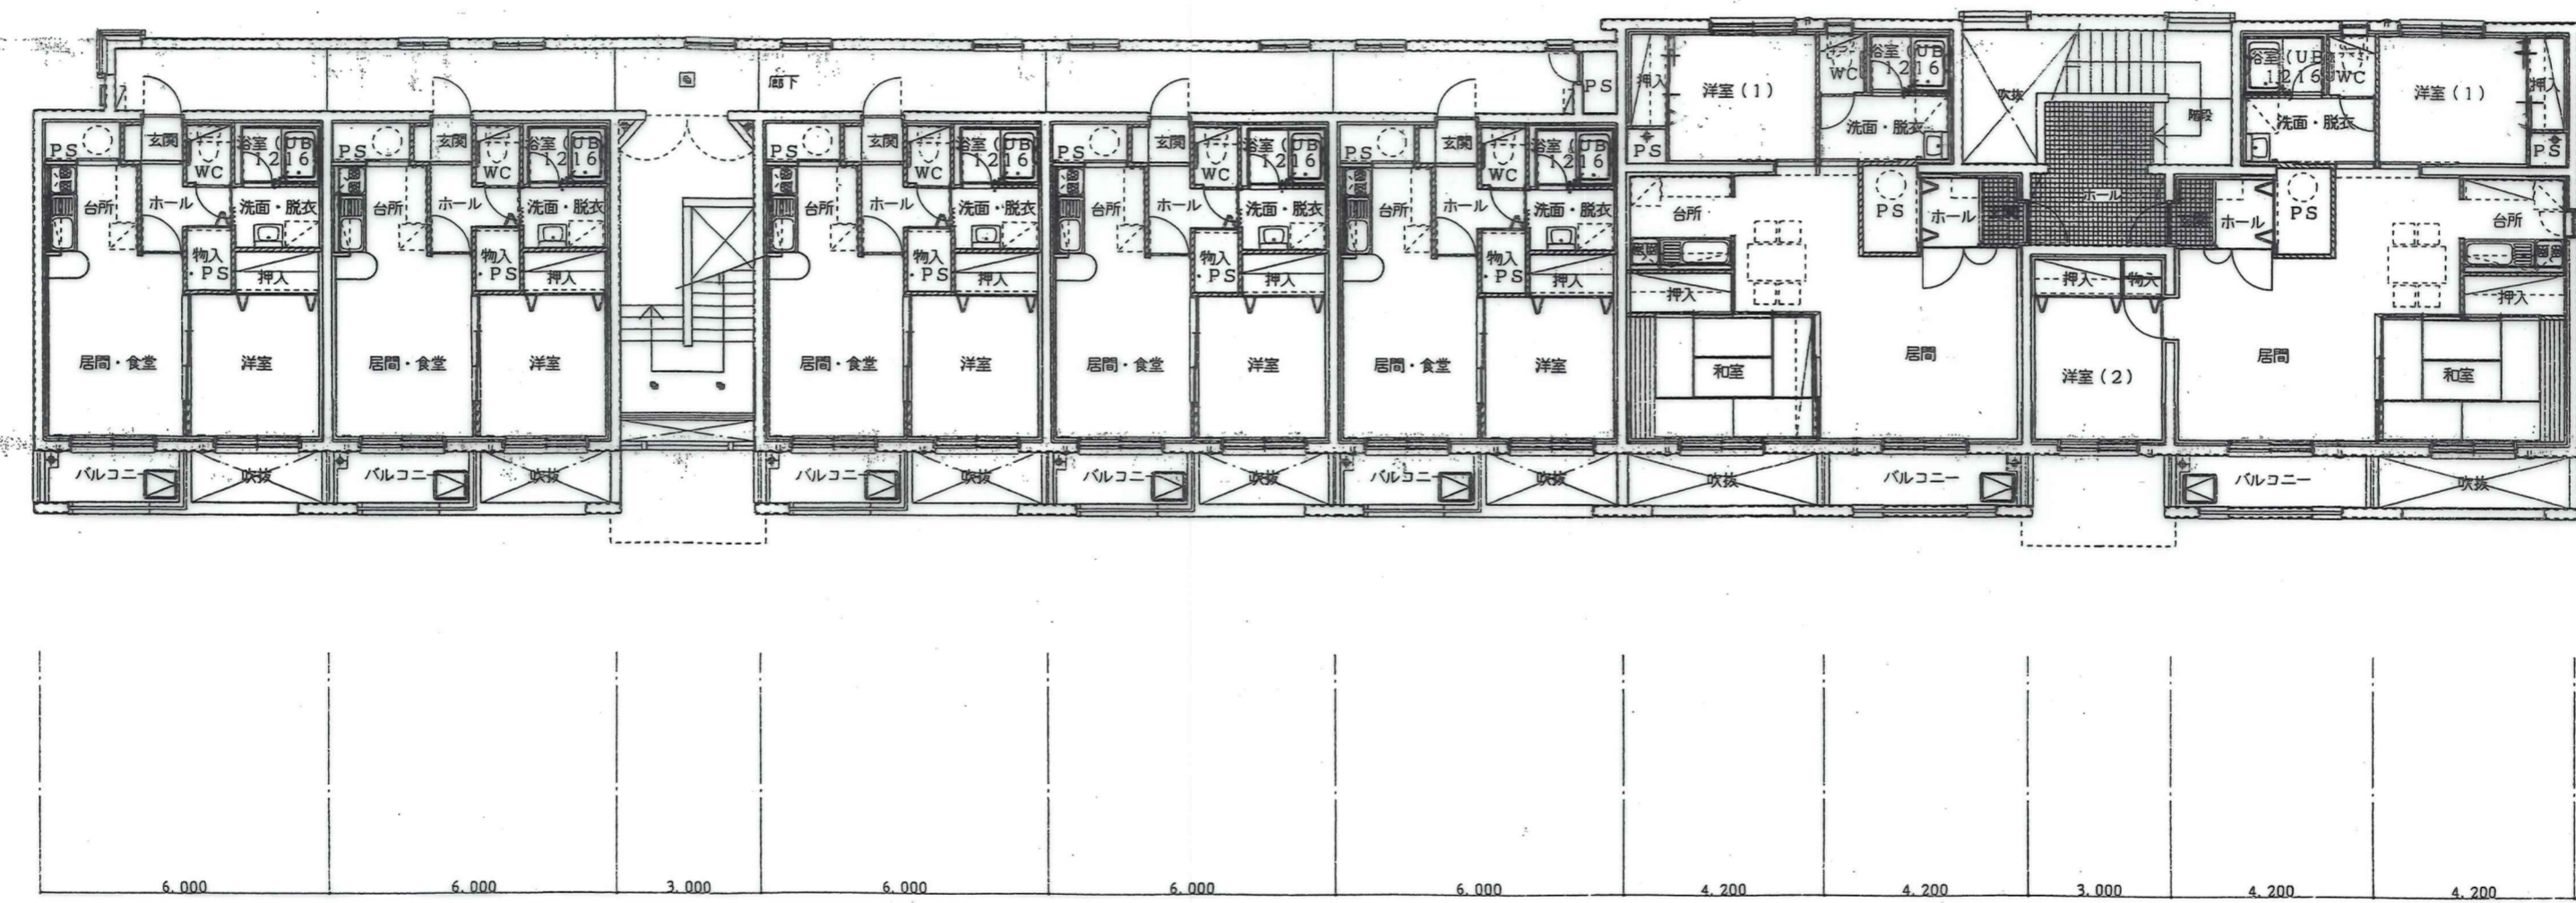 廊下
PS
押入
PS
洋室(1)
WC
浴室(UB
1216
洗面・脱衣
吹抜
階段
浴室(UB
1216
WC
洗面・脱衣
洋室(1)
押入
PS
PS
玄関
WC
浴室(UB
1216
台所
ホール
洗面・脱衣
物入
・PS
押入
居間・食堂
洋室
バルコニー
吹抜
PS
玄関
WC
浴室(UB
1216
台所
ホール
洗面・脱衣
物入
・PS
押入
居間・食堂
洋室
バルコニー
吹抜
PS
玄関
WC
浴室(UB
1216
台所
ホール
洗面・脱衣
物入
・PS
押入
居間・食堂
洋室
バルコニー
吹抜
PS
玄関
WC
浴室(UB
1216
台所
ホール
洗面・脱衣
物入
・PS
押入
居間・食堂
洋室
バルコニー
吹抜
PS
玄関
WC
浴室(UB
1216
台所
ホール
洗面・脱衣
物入
・PS
押入
居間・食堂
洋室
バルコニー
吹抜
台所
PS
ホール
押入
和室
居間
吹抜
バルコニー
ホール
押入
物入
洋室(2)
ホール
PS
台所
押入
居間
和室
バルコニー
吹抜
6,000
6,000
3,000
6,000
6,000
6,000
4,200
4,200
3,000
4,200
4,200